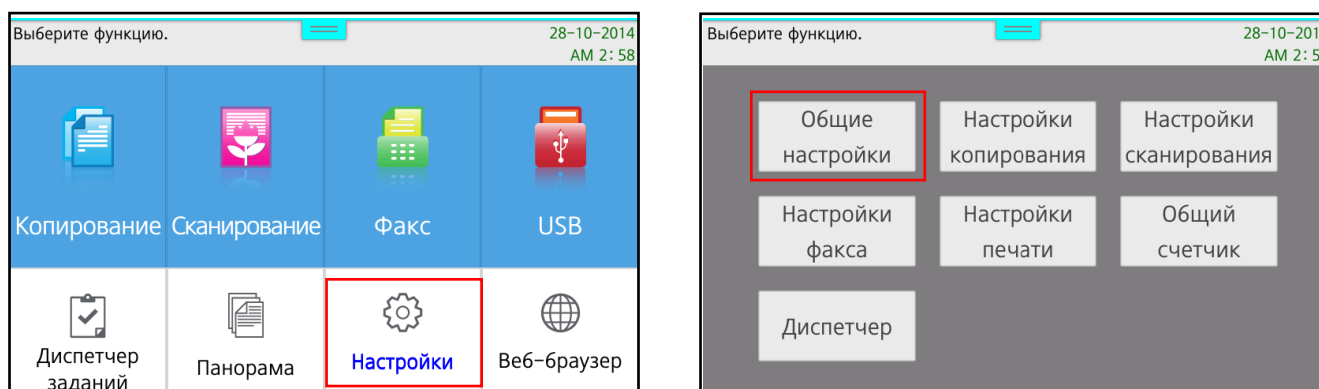 Выберите функцию.
28-10-2014
AM 2:58
Копирование
Сканирование
Факс
USB
Диспетчер
заданий
Панорама
Настройки
Веб-браузер
Выберите функцию.
28-10-201
AM 2:5
Общие
настройки
Настройки
копирования
Настройки
сканирования
Настройки
факса
Настройки
печати
Общий
счетчик
Диспетчер